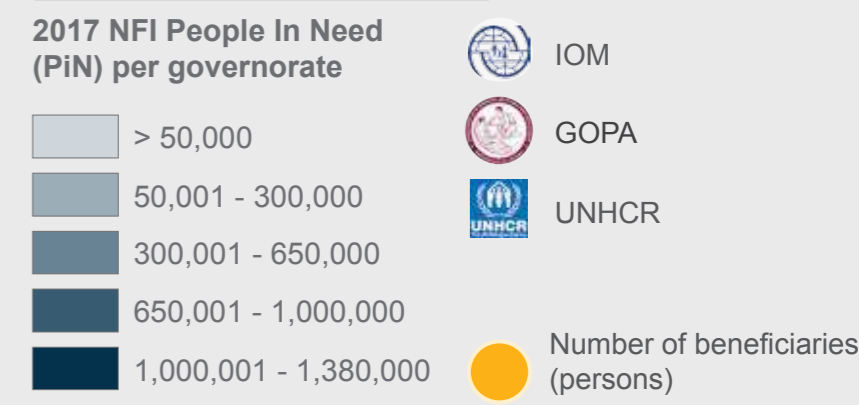 2017 NFI People In Need
(PiN) per governorate
> 50,000
50,001 - 300,000
300,001 - 650,000
650,001 - 1,000,000
1,000,001 - 1,380,000
IOM
GOPA
UNHCR
UNHCR
Number of beneficiaries
(persons)